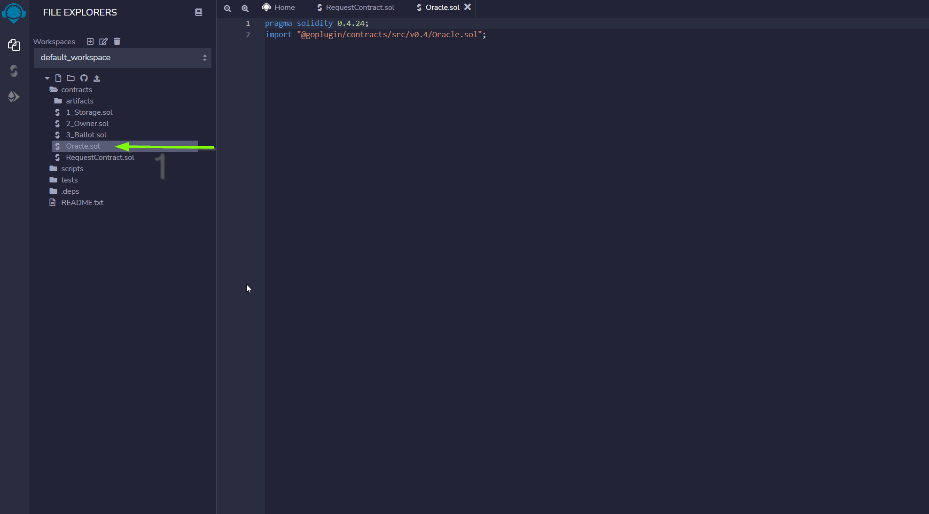 FILE EXPLORERS
Workspaces
default_workspace
contracts
artifacts
1_Storage.sol
2_Owner.sol
3_Ballot.sol
Oracle.sol
RequestContract.sol
1
scripts
tests
.deps
README.txt
Home RequestContract.sol Oracle.sol
1 pragma solidity 0.4.24;
2 import "@goplugin/contracts/src/v0.4/Oracle.sol";